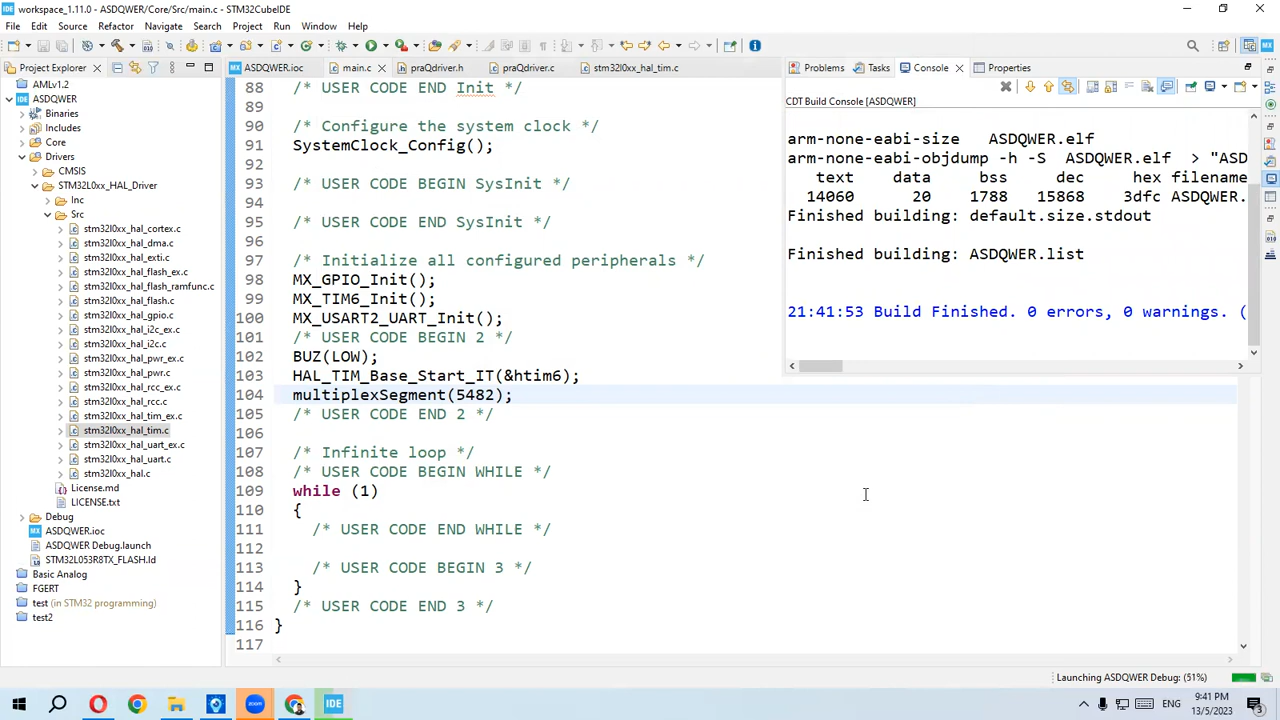 workspace_1.11.0 - ASDQWER/Core/Src/main.c - STM32CubeIDE
File Edit Source Refactor Navigate Search Project Run Window Help
Project Explorer
AMLv1.2
ASDQWER
Binaries
Includes
Core
Drivers
CMSIS
STM32L0xx_HAL_Driver
Inc
Src
stm32l0xx_hal_cortex.c
stm32l0xx_hal_dma.c
stm32l0xx_hal_exti.c
stm32l0xx_hal_flash_ex.c
stm32l0xx_hal_flash_ramfunc.c
stm32l0xx_hal_flash.c
stm32l0xx_hal_gpio.c
stm32l0xx_hal_i2c_ex.c
stm32l0xx_hal_i2c.c
stm32l0xx_hal_pwr_ex.c
stm32l0xx_hal_pwr.c
stm32l0xx_hal_rcc_ex.c
stm32l0xx_hal_rcc.c
stm32l0xx_hal_tim_ex.c
stm32l0xx_hal_tim.c
stm32l0xx_hal_uart_ex.c
stm32l0xx_hal_uart.c
stm32l0xx_hal.c
License.md
LICENSE.txt
Debug
ASDQWER.ioc
ASDQWER Debug.launch
STM32L053R8TX_FLASH.ld
Basic Analog
FGERT
test (in STM32 programming)
test2
ASDQWER.ioc main.c praQdriver.h praQdriver.c stm32l0xx_hal_tim.c
88 /* USER CODE END Init */
89
90 /* Configure the system clock */
91 SystemClock_Config();
92
93 /* USER CODE BEGIN SysInit */
94
95 /* USER CODE END SysInit */
96
97 /* Initialize all configured peripherals */
98 MX_GPIO_Init();
99 MX_TIM6_Init();
100 MX_USART2_UART_Init();
101 /* USER CODE BEGIN 2 */
102 BUZ(LOW);
103 HAL_TIM_Base_Start_IT(&htim6);
104 multiplexSegment(5482);
105 /* USER CODE END 2 */
106
107 /* Infinite loop */
108 /* USER CODE BEGIN WHILE */
109 while (1)
110 {
111 /* USER CODE END WHILE */
112
113 /* USER CODE BEGIN 3 */
114 }
115 /* USER CODE END 3 */
116 }
117
Problems Tasks Console Properties
CDT Build Console [ASDQWER]
arm-none-eabi-size ASDQWER.elf
arm-none-eabi-objdump -h -S ASDQWER.elf > "ASD
text data bss dec hex filename
14060 20 1788 15868 3dfc ASDQWER.
Finished building: default.size.stdout
Finished building: ASDQWER.list
21:41:53 Build Finished. 0 errors, 0 warnings. (
Launching ASDQWER Debug: (51%)
zoom
IDE
ENG
9:41 PM
13/5/2023
3